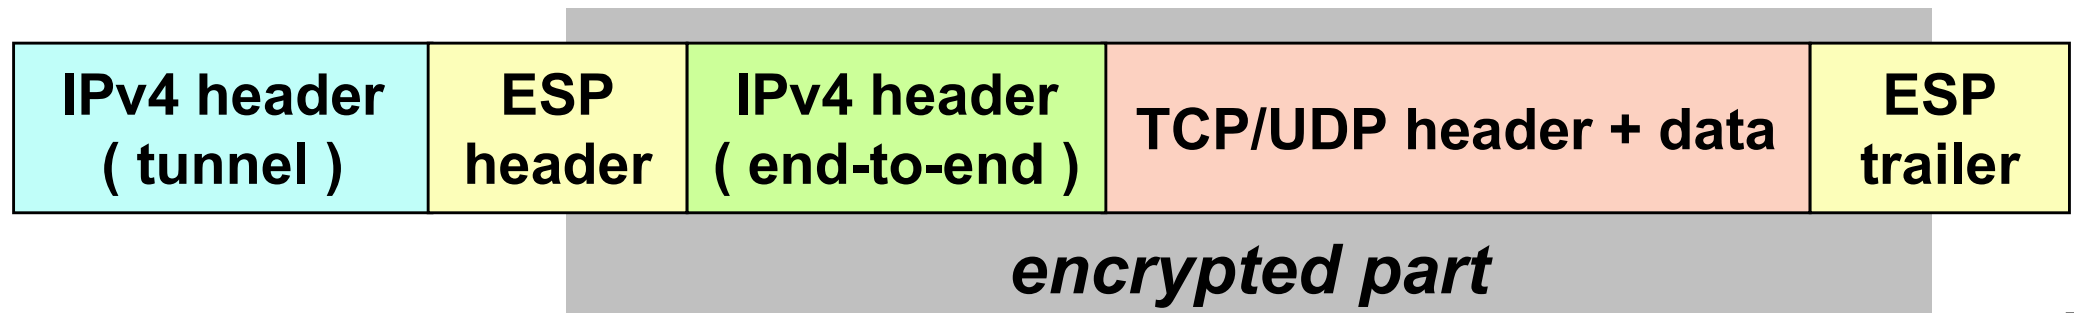 IPv4 header
( tunnel )
ESP
header
IPv4 header
( end-to-end )
TCP/UDP header + data
ESP
trailer
encrypted part